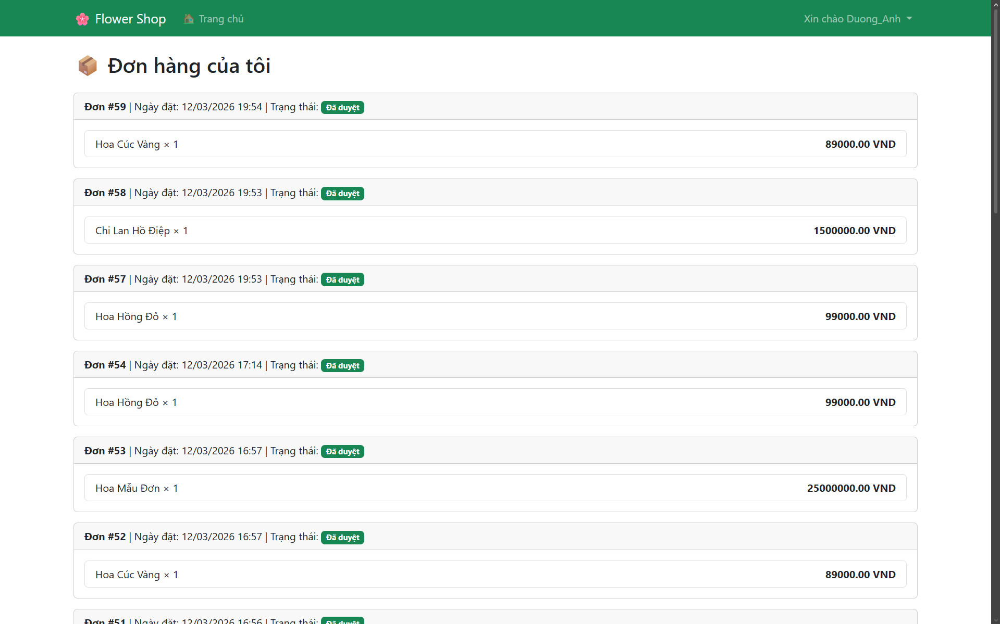 Flower Shop
Trang chủ
Xin chào Duong_Anh
Đơn hàng của tôi
Đơn #59 | Ngày đặt: 12/03/2026 19:54 | Trạng thái: Đã duyệt
Hoa Cúc Vàng × 1 89000.00 VND
Đơn #58 | Ngày đặt: 12/03/2026 19:53 | Trạng thái: Đã duyệt
Chi Lan Hồ Điệp × 1 1500000.00 VND
Đơn #57 | Ngày đặt: 12/03/2026 19:53 | Trạng thái: Đã duyệt
Hoa Hồng Đỏ × 1 99000.00 VND
Đơn #54 | Ngày đặt: 12/03/2026 17:14 | Trạng thái: Đã duyệt
Hoa Hồng Đỏ × 1 99000.00 VND
Đơn #53 | Ngày đặt: 12/03/2026 16:57 | Trạng thái: Đã duyệt
Hoa Mẫu Đơn × 1 25000000.00 VND
Đơn #52 | Ngày đặt: 12/03/2026 16:57 | Trạng thái: Đã duyệt
Hoa Cúc Vàng × 1 89000.00 VND
Đơn #51 | Ngày đặt: 12/03/2026 16:56 | Trạng thái: Đã duyệt